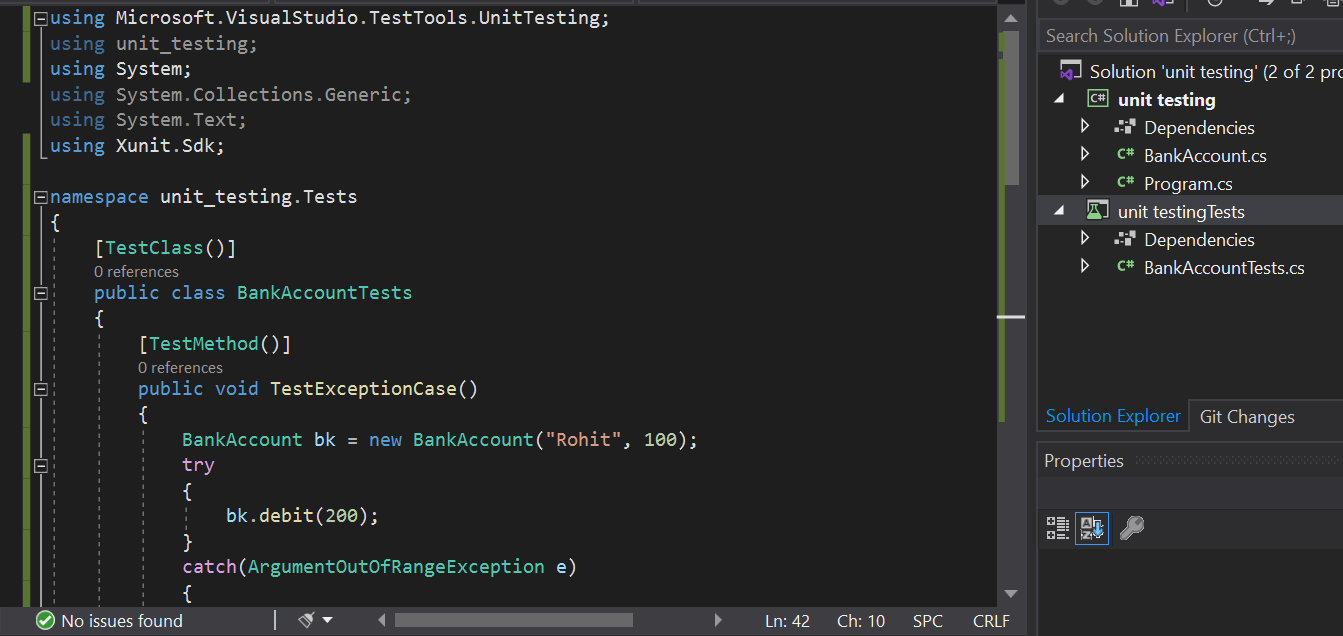 using Microsoft.VisualStudio.TestTools.UnitTesting;
using unit_testing;
using System;
using System.Collections.Generic;
using System.Text;
using Xunit.Sdk;
namespace unit_testing.Tests
{
[TestClass()]
0 references
public class BankAccountTests
{
[TestMethod()]
0 references
public void TestExceptionCase()
{
BankAccount bk = new BankAccount("Rohit", 100);
try
{
bk.debit(200);
}
catch(ArgumentOutOfRangeException e)
{
No issues found
Ln: 42 Ch: 10 SPC CRLF
Search Solution Explorer (Ctrl+;)
Solution 'unit testing' (2 of 2 pro
C# unit testing
Dependencies
C# BankAccount.cs
C# Program.cs
unit testingTests
Dependencies
C# BankAccountTests.cs
Solution Explorer Git Changes
Properties